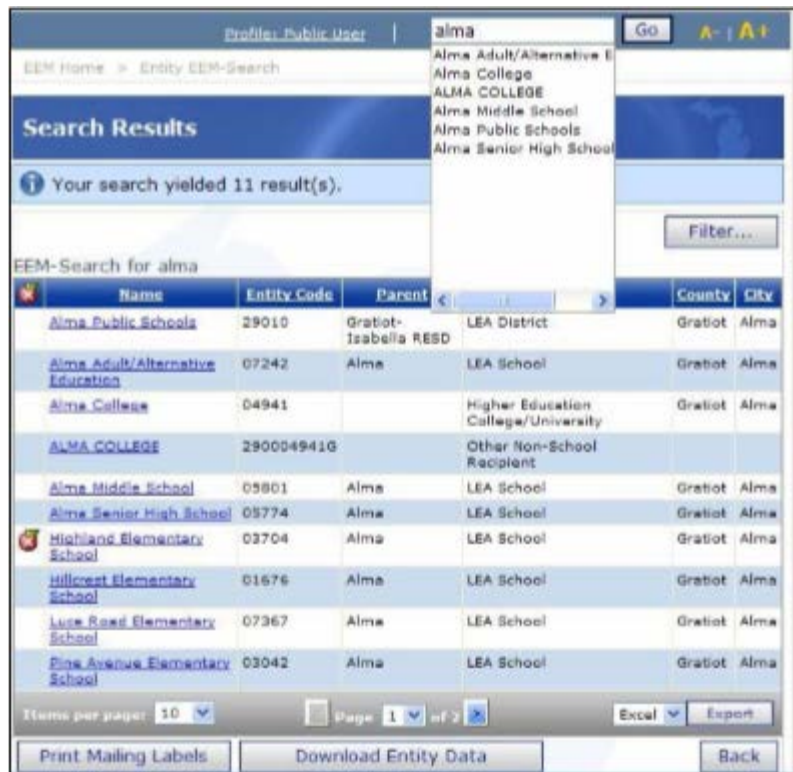 Profile: Public User | alma Go A- | A+
EEM Home > Entity EEM-Search
Alma Adult/Alternative E
Alma College
ALMA COLLEGE
Alma Middle School
Alma Public Schools
Alma Senior High School
Search Results
Your search yielded 11 result(s).
Filter...
EEM-Search for alma
Name Entity Code Parent County City
Alma Public Schools 29010 Gratiot- LEA District Gratiot Alma
Isabella RESD
Alma Adult/Alternative 07242 Alma LEA School Gratiot Alma
Education
Alma College 04941 Higher Education Gratiot Alma
College/University
ALMA COLLEGE 290004941G Other Non-School Gratiot Alma
Recipient
Alma Middle School 05801 Alma LEA School Gratiot Alma
Alma Senior High School 05774 Alma LEA School Gratiot Alma
Highland Elementary 03704 Alma LEA School Gratiot Alma
School
Hillcrest Elementary 01676 Alma LEA School Gratiot Alma
School
Luce Road Elementary 07367 Alma LEA School Gratiot Alma
School
Pine Avenue Elementary 03042 Alma LEA School Gratiot Alma
School
Items per page: 10 Page 1 of 2 > Excel Export
Print Mailing Labels Download Entity Data Back